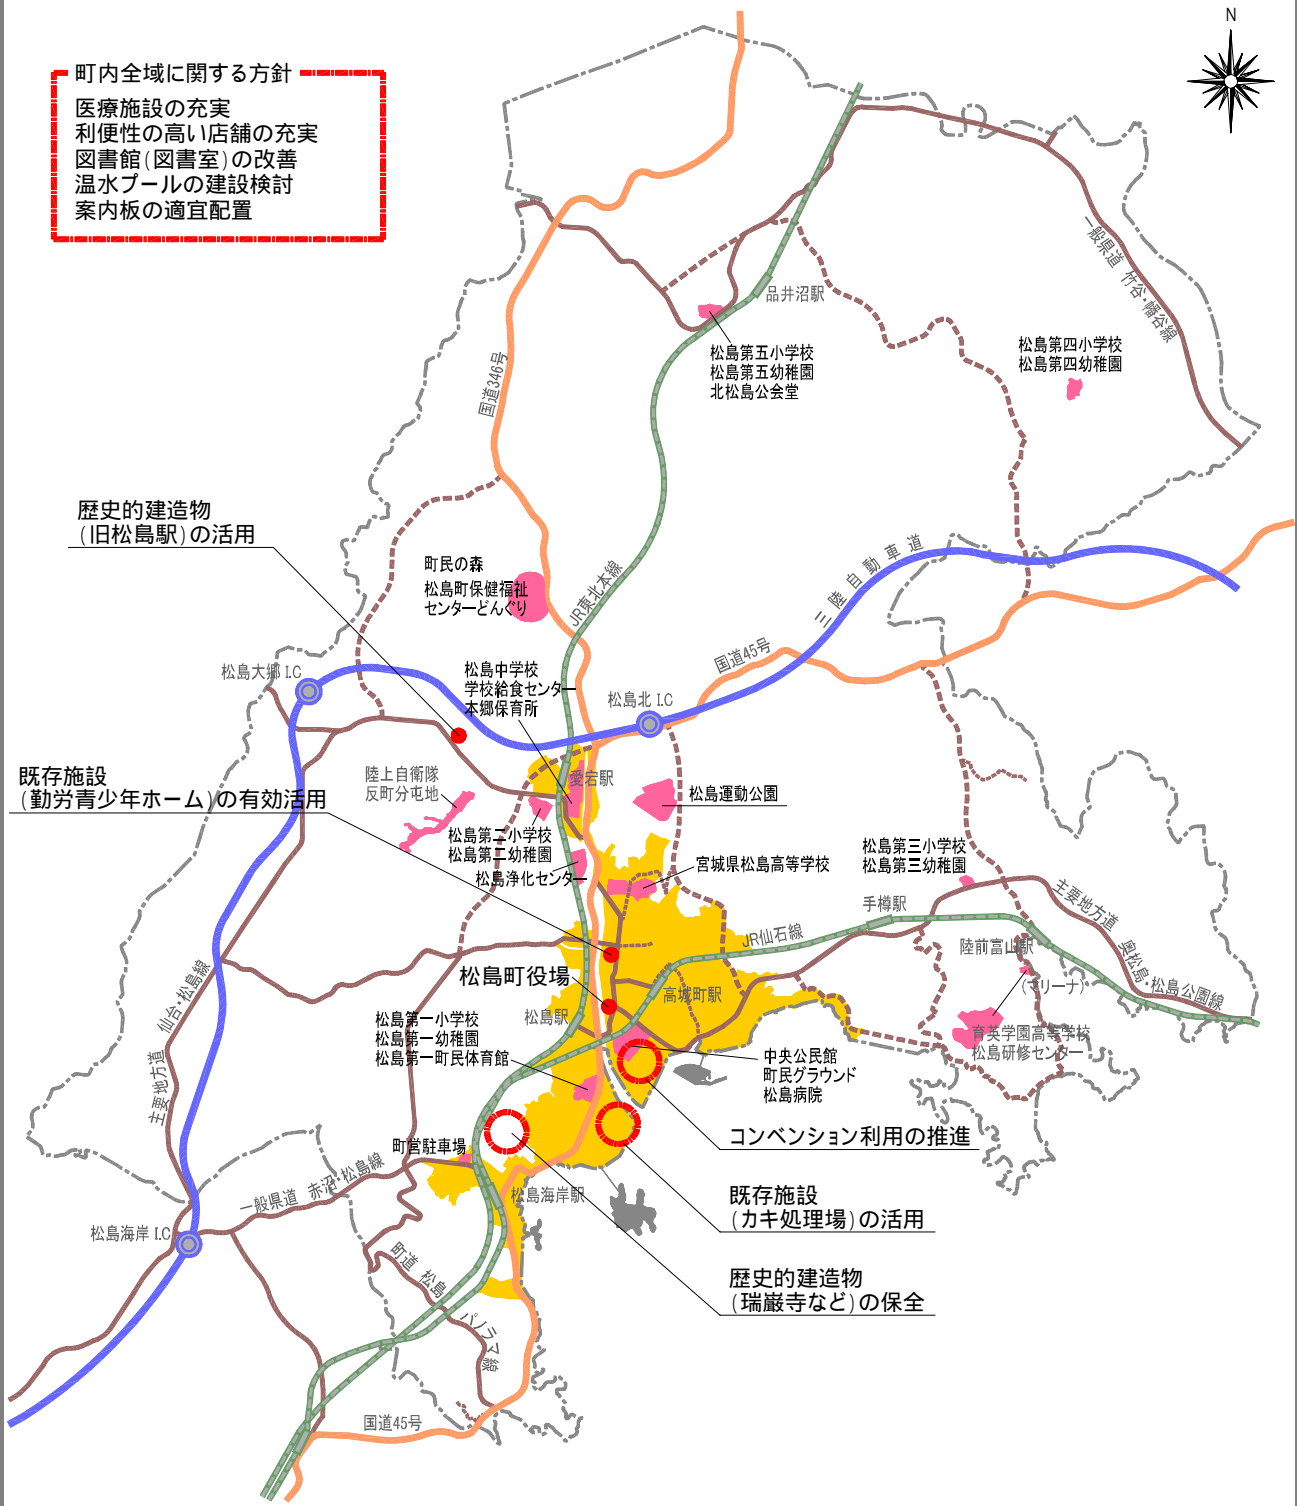 N
町内全域に関する方針
医療施設の充実
利便性の高い店舗の充実
図書館(図書室)の改善
温水プールの建設検討
案内板の適宜配置
一般県道 竹谷・幡谷線
品井沼駅
松島第五小学校
松島第五幼稚園
北松島公会堂
松島第四小学校
松島第四幼稚園
国道346号
歴史的建造物
(旧松島駅)の活用
町民の森
松島町保健福祉
センターどんぐり
JR東北本線
三陸自動車道
国道45号
松島大郷 I.C
松島中学校
学校給食センター
本郷保育所
松島北 I.C
既存施設
(勤労青少年ホーム)の有効活用
陸上自衛隊
反町分屯地
愛宕駅
松島運動公園
松島第二小学校
松島第二幼稚園
松島浄化センター
宮城県松島高等学校
松島第三小学校
松島第三幼稚園
手樽駅
主要地方道 奥松島・松島公園線
JR仙石線
陸前富山駅
(マリーナ)
松島町役場
高城町駅
松島駅
主要地方道 仙台・松島線
松島第一小学校
松島第一幼稚園
松島第一町民体育館
育英学園高等学校
松島研修センター
中央公民館
町民グラウンド
松島病院
コンベンション利用の推進
町営駐車場
一般県道 赤沼・松島線
松島海岸駅
既存施設
(カキ処理場)の活用
松島海岸 I.C
町道 松島 パノラマ線
歴史的建造物
(瑞巌寺など)の保全
国道45号